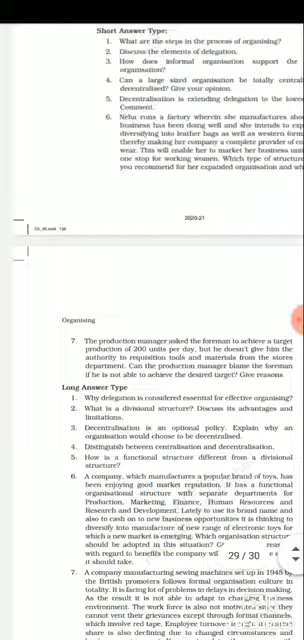 Short Answer Type:
1. What are the steps in the process of organising?
2. Discuss the elements of delegation.
3. How does informal organisation support the
organisation?
4. Can a large sized organisation be totally central
decentralised? Give your opinion.
5. Decentralisation is extending delegation to the lowe
Comment.
6. Neha runs a factory wherein she manufactures shoe
business has been doing well and she intends to exp
diversifying into leather bags as well as western form
thereby making her company a complete provider of co
wear. This will enable her to market her business unit
one stop for working women. Which type of structure
you recommend for her expanded organisation and wh
2020-21
Organising
7. The production manager asked the foreman to achieve a target
production of 200 units per day, but he doesn't give him the
authority to requisition tools and materials from the stores
department. Can the production manager blame the foreman
if he is not able to achieve the desired target? Give reasons.
Long Answer Type
1. Why delegation is considered essential for effective organising?
2. What is a divisional structure? Discuss its advantages and
limitations.
3. Decentralisation is an optional policy. Explain why an
organisation would choose to be decentralised.
4. Distinguish between centralisation and decentralisation.
5. How is a functional structure different from a divisional
structure?
6. A company, which manufactures a popular brand of toys, has
been enjoying good market reputation. It has a functional
organisational structure with separate departments for
Production, Marketing, Finance, Human Resources and
Research and Development. Lately to use its brand name and
also to cash on to new business opportunities it is thinking to
diversify into manufacture of new range of electronic toys for
which a new market is emerging. Which organisation structur
should be adopted in this situation? reas
with regard to benefits the company wil 29 / 30 e s
it should take.
7. A company manufacturing sewing machines set up in 1945 by
the British promoters follows formal organisation culture in
totality. It is facing lot of problems in delays in decision making.
As the result it is not able to adapt to changing business
environment. The work force is also not motivated since they
cannot vent their grievances except through formal channels,
which involve red tape. Employee turnover is high. Its market
share is also declining due to changed circumstances and